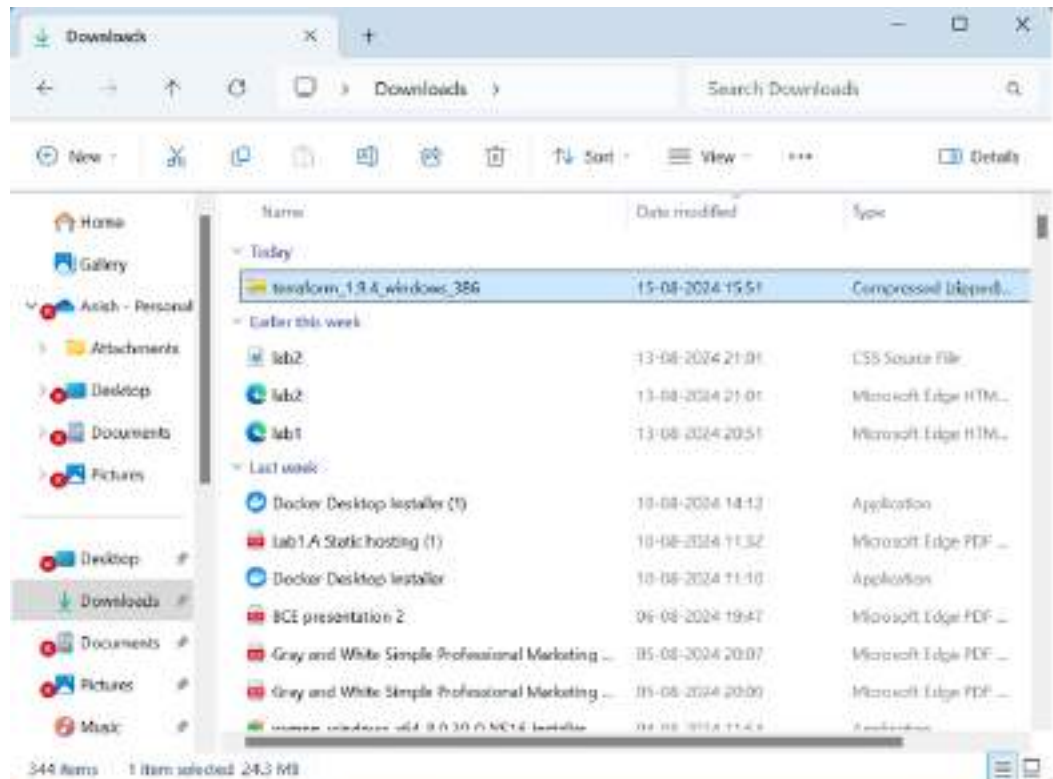 Downloads
Downloads
Search Downloads
New
Sort
View
Details
Home
Gallery
Asish - Personal
Attachments
Desktop
Documents
Pictures
Desktop
Downloads
Documents
Pictures
Music
Name Date modified Type
Today
terraform_1.9.4_windows_386 15-08-2024 15:51 Compressed (zipped)...
Earlier this week
lab2 13-08-2024 21:01 CSS Source File
lab2 13-08-2024 21:01 Microsoft Edge HTM...
lab1 13-08-2024 20:51 Microsoft Edge HTM...
Last week
Docker Desktop Installer (1) 10-08-2024 14:12 Application
Lab1.A Static hosting (1) 10-08-2024 11:32 Microsoft Edge PDF ...
Docker Desktop Installer 10-08-2024 11:10 Application
BCE presentation 2 06-08-2024 19:47 Microsoft Edge PDF ...
Gray and White Simple Professional Marketing ... 05-08-2024 20:07 Microsoft Edge PDF ...
Gray and White Simple Professional Marketing ... 05-08-2024 20:00 Microsoft Edge PDF ...
344 items 1 item selected 24.3 MB